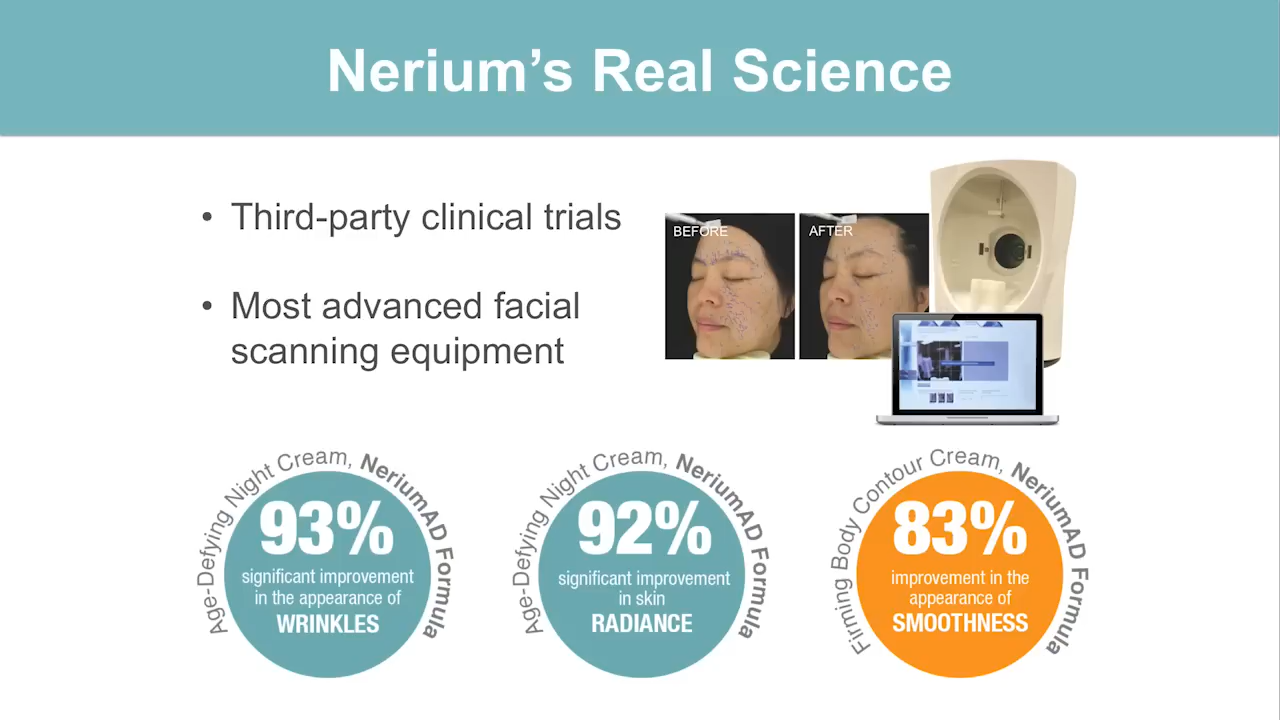 Nerium’s Real Science
• Third-party clinical trials
• Most advanced facial
scanning equipment
BEFORE
AFTER
Age-Defying Night Cream, NeriumAD Formula
93%
significant improvement
in the appearance of
WRINKLES
Age-Defying Night Cream, NeriumAD Formula
92%
significant improvement
in skin
RADIANCE
Firming Body Contour Cream, NeriumAD Formula
83%
improvement in the
appearance of
SMOOTHNESS